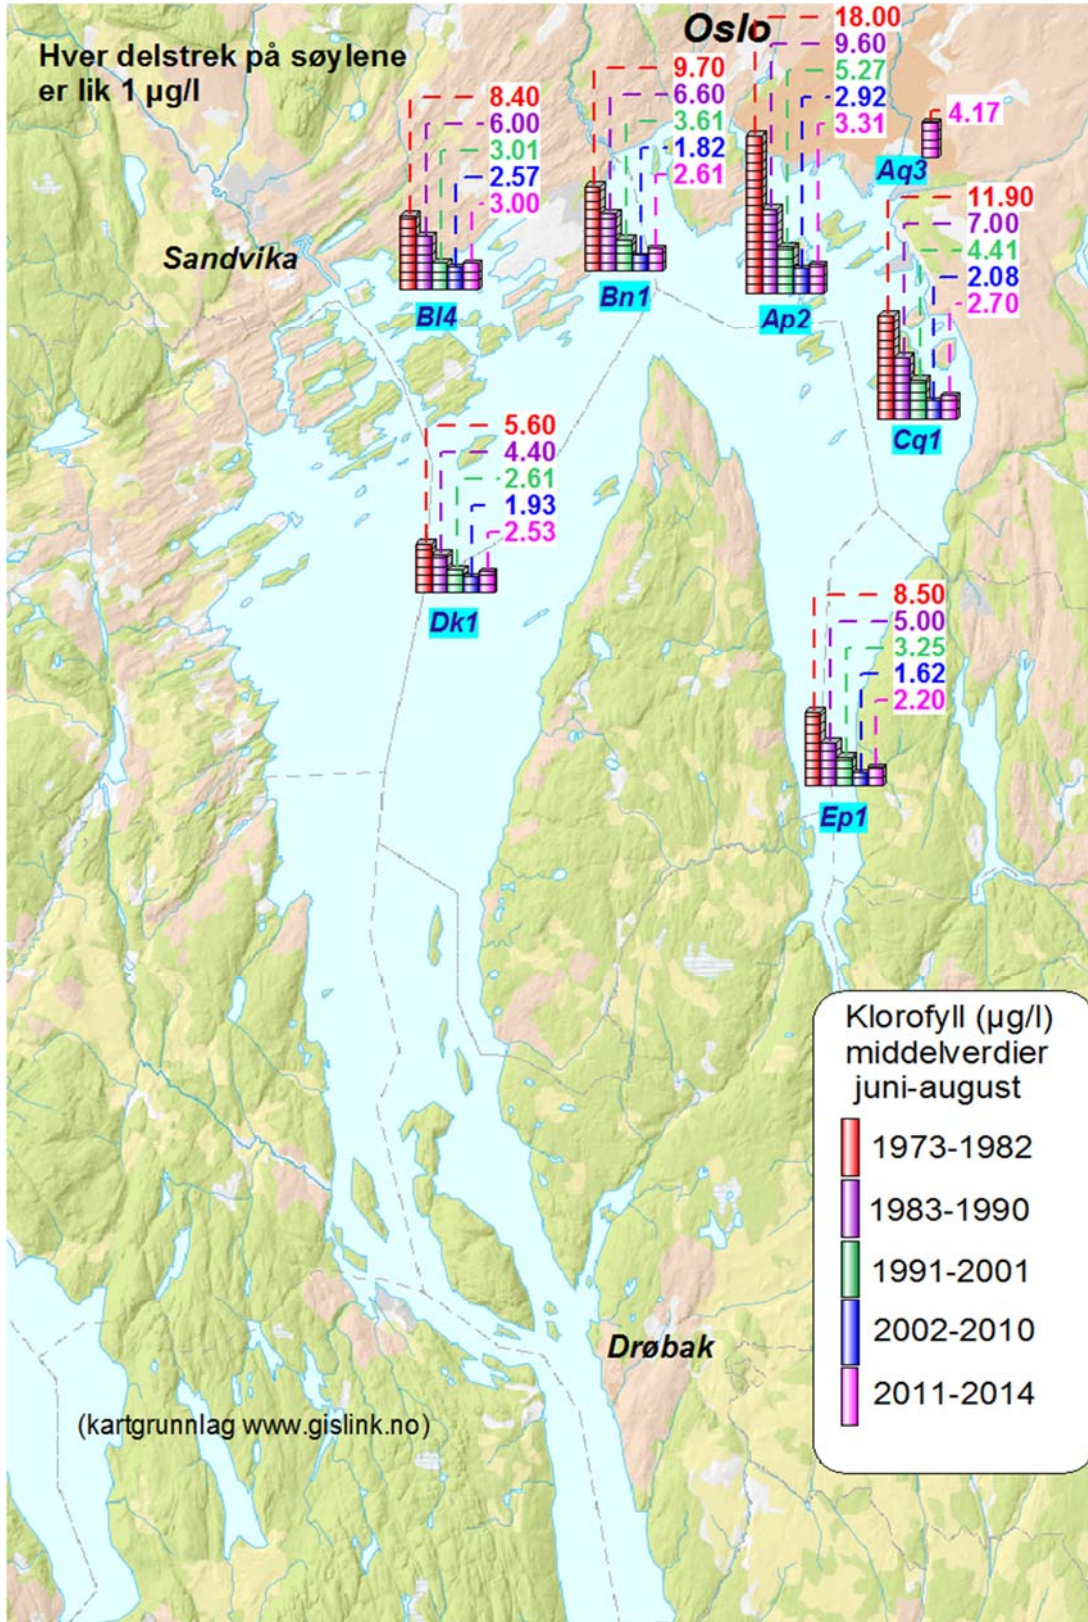 Oslo
Hver delstrek på søylene
er lik 1 µg/l
18.00
9.60
5.27
2.92
3.31
Ap2
9.70
6.60
3.61
1.82
2.61
Bn1
8.40
6.00
3.01
2.57
3.00
Bl4
4.17
Aq3
11.90
7.00
4.41
2.08
2.70
Cq1
Sandvika
5.60
4.40
2.61
1.93
2.53
Dk1
8.50
5.00
3.25
1.62
2.20
Ep1
Klorofyll (µg/l)
middelverdier
juni-august
1973-1982
1983-1990
1991-2001
2002-2010
2011-2014
Drøbak
(kartgrunnlag www.gislink.no)